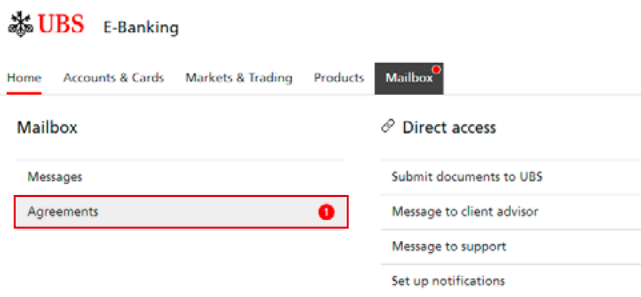 UBS E-Banking
Home Accounts & Cards Markets & Trading Products Mailbox
Mailbox
Messages
Agreements 1
Direct access
Submit documents to UBS
Message to client advisor
Message to support
Set up notifications